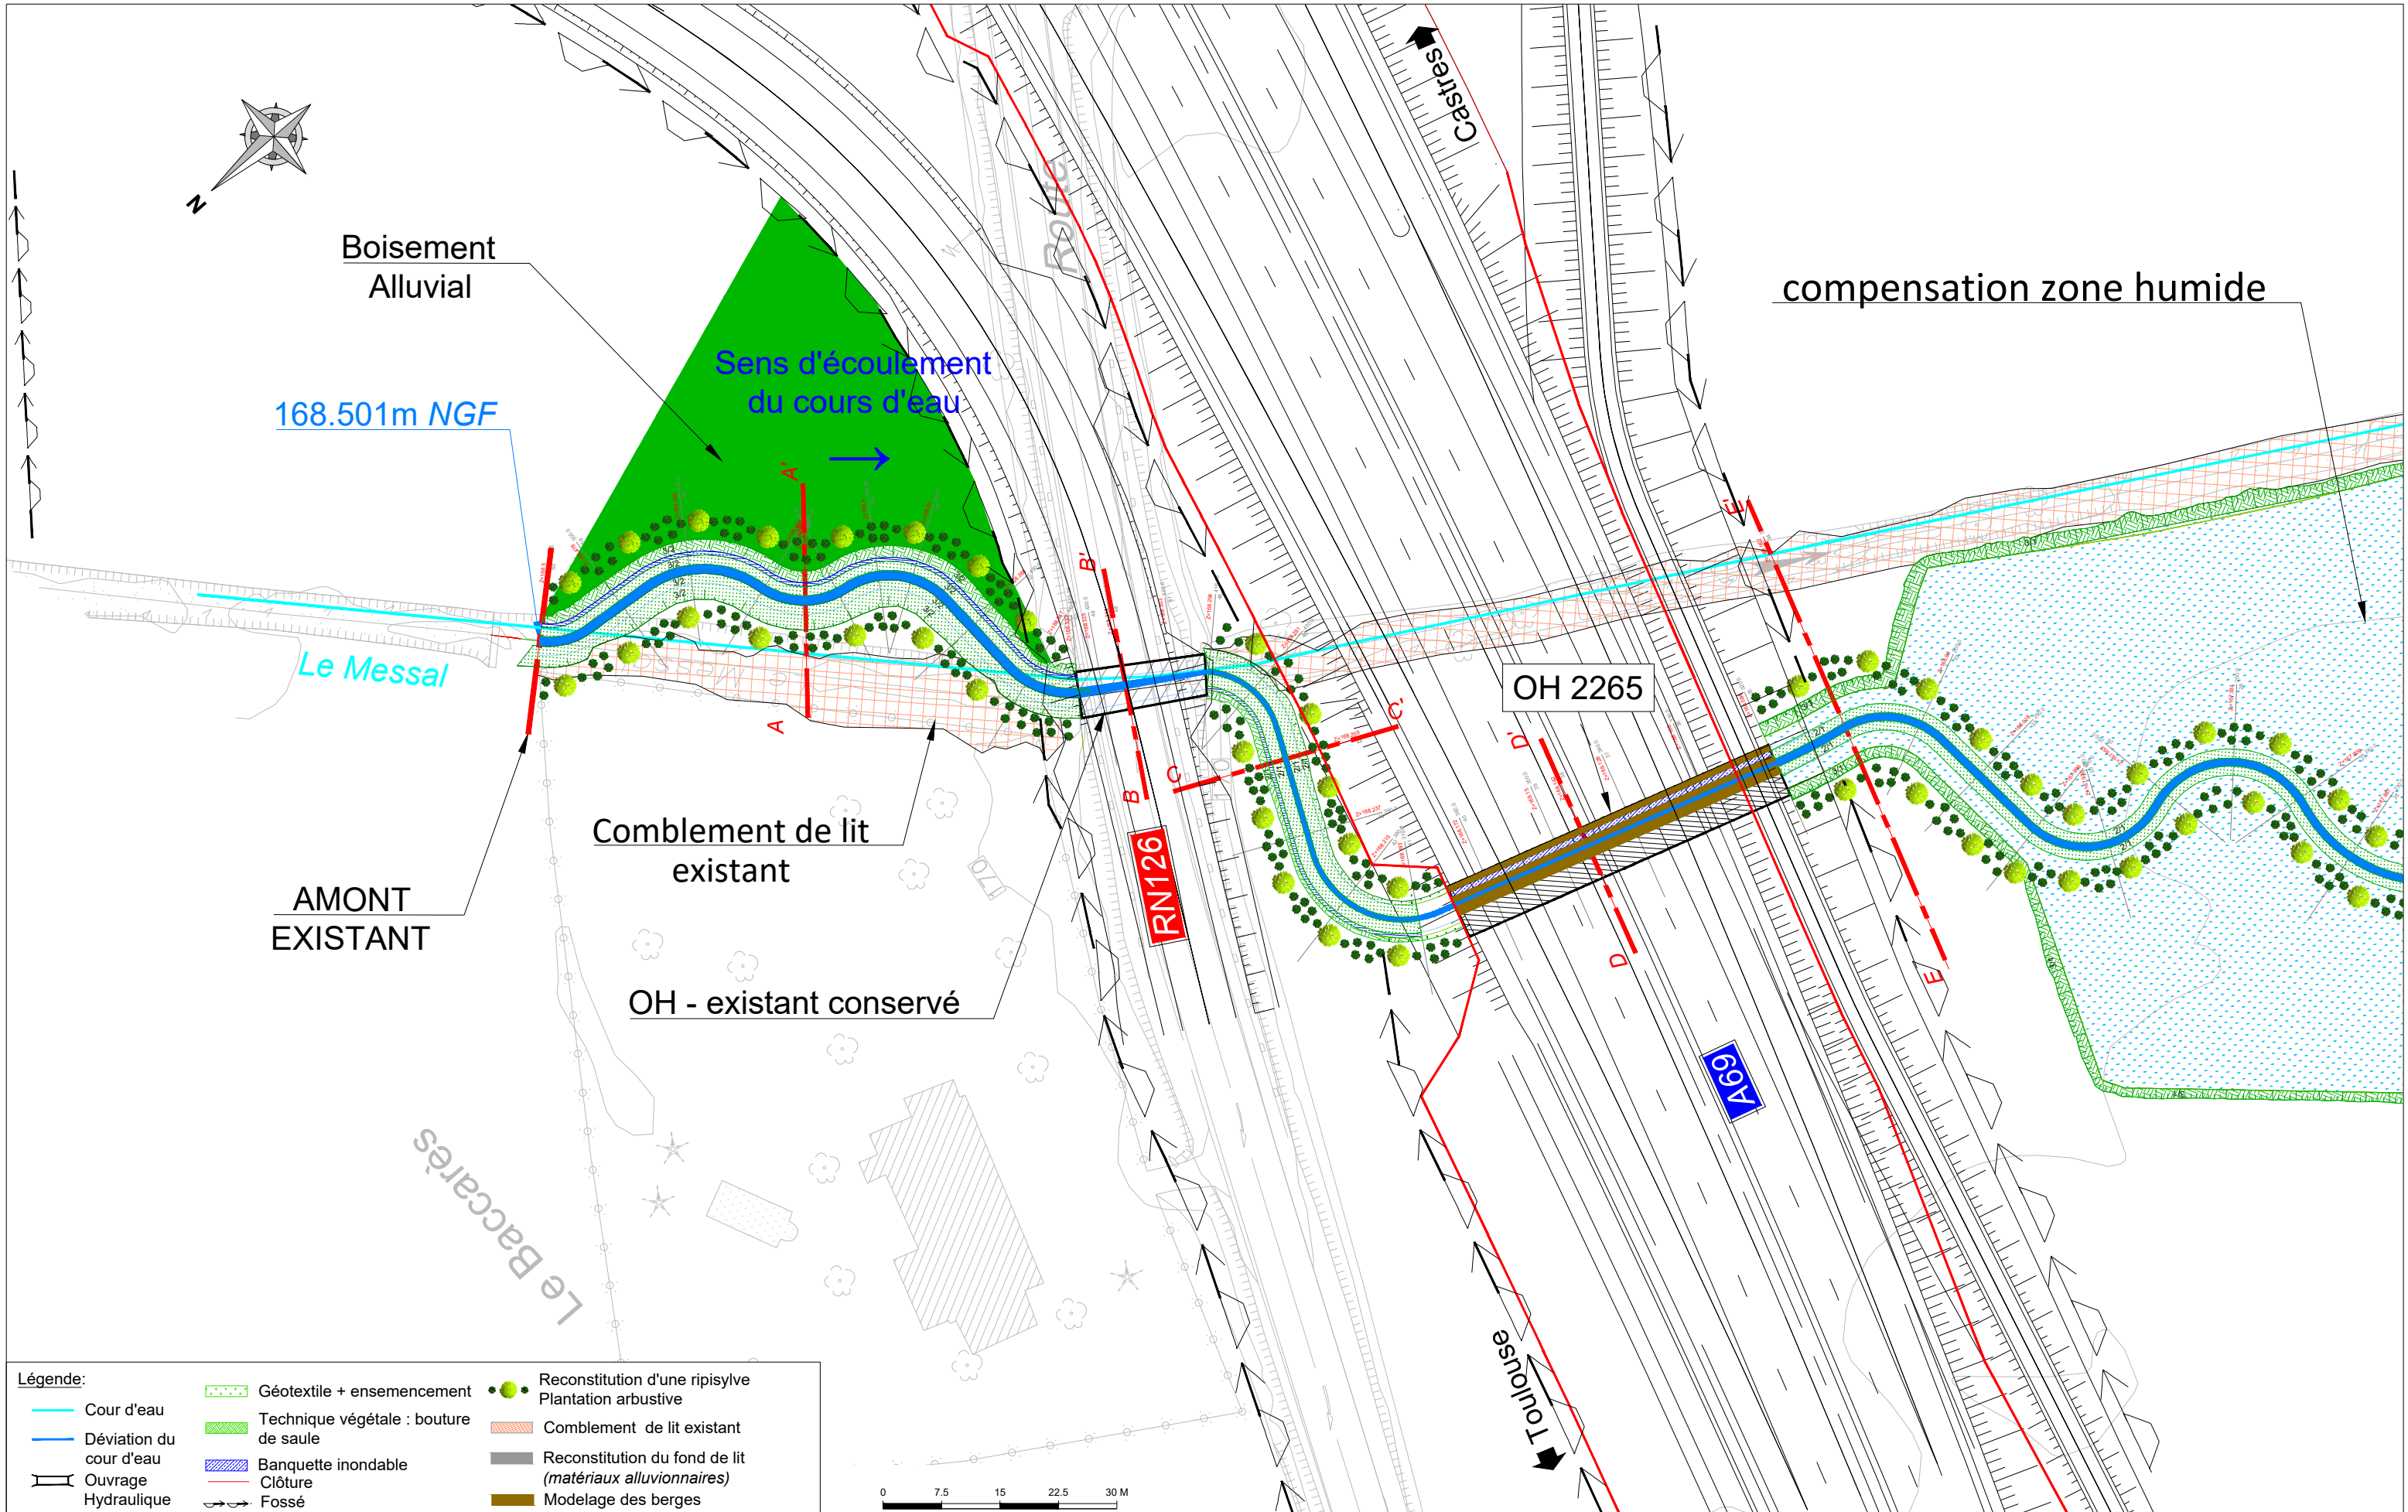 Castres
Route
N
Boisement
Alluvial
compensation zone humide
Sens d'écoulement
du cours d'eau
168.501m NGF
A'
E'
B'
Le Messal
OH 2265
A
C'
D'
C
B
Comblement de lit
existant
RN126
170
AMONT
EXISTANT
D
E
OH - existant conservé
A69
Le Baccarès
Toulouse
Légende:
Cour d'eau
Déviation du
cour d'eau
Ouvrage
Hydraulique
Géotextile + ensemencement
Technique végétale : bouture
de saule
Banquette inondable
Clôture
Fossé
Reconstitution d'une ripisylve
Plantation arbustive
Comblement de lit existant
Reconstitution du fond de lit
(matériaux alluvionnaires)
Modelage des berges
0 7.5 15 22.5 30 M